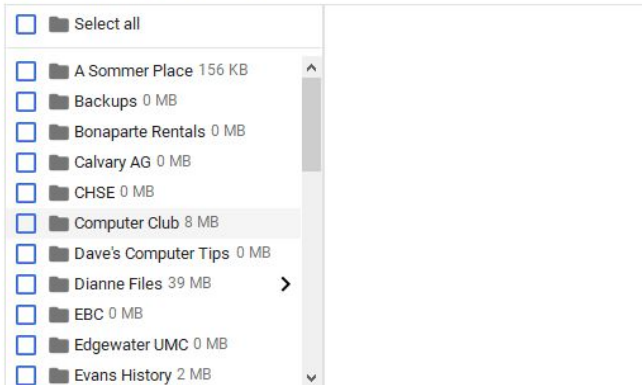 Select all
A Sommer Place 156 KB
Backups 0 MB
Bonaparte Rentals 0 MB
Calvary AG 0 MB
CHSE 0 MB
Computer Club 8 MB
Dave's Computer Tips 0 MB
Dianne Files 39 MB
EBC 0 MB
Edgewater UMC 0 MB
Evans History 2 MB